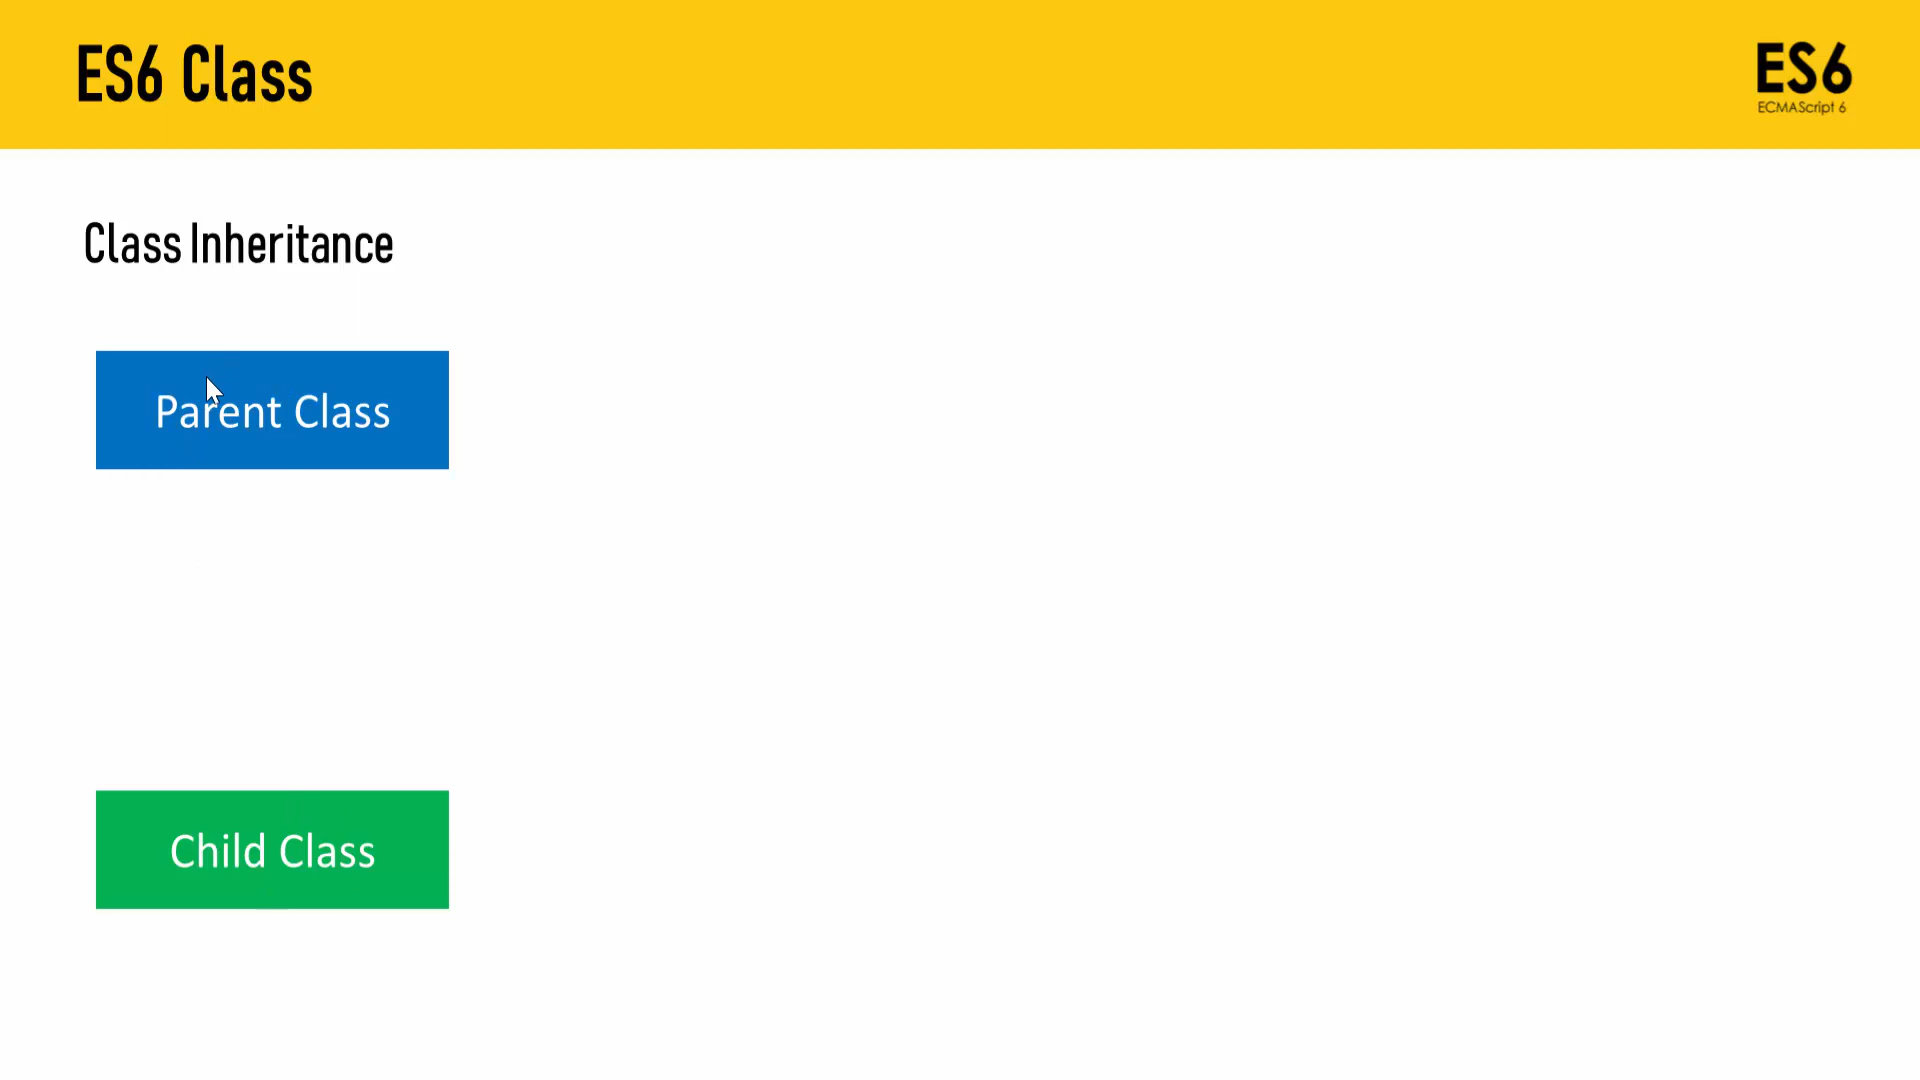 ES6 Class
ES6
ECMAScript 6
Class Inheritance
Parent Class
Child Class